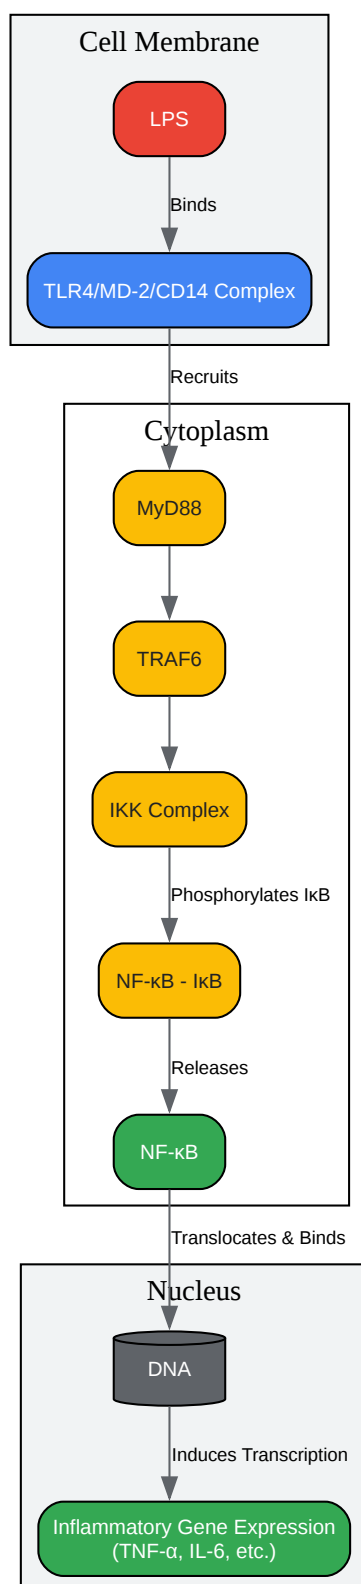 Cell Membrane
LPS
Binds
TLR4/MD-2/CD14 Complex
Recruits
Cytoplasm
MyD88
TRAF6
IKK Complex
Phosphorylates IκB
NF-κB - IκB
Releases
NF-κB
Translocates & Binds
Nucleus
DNA
Induces Transcription
Inflammatory Gene Expression
(TNF-α, IL-6, etc.)